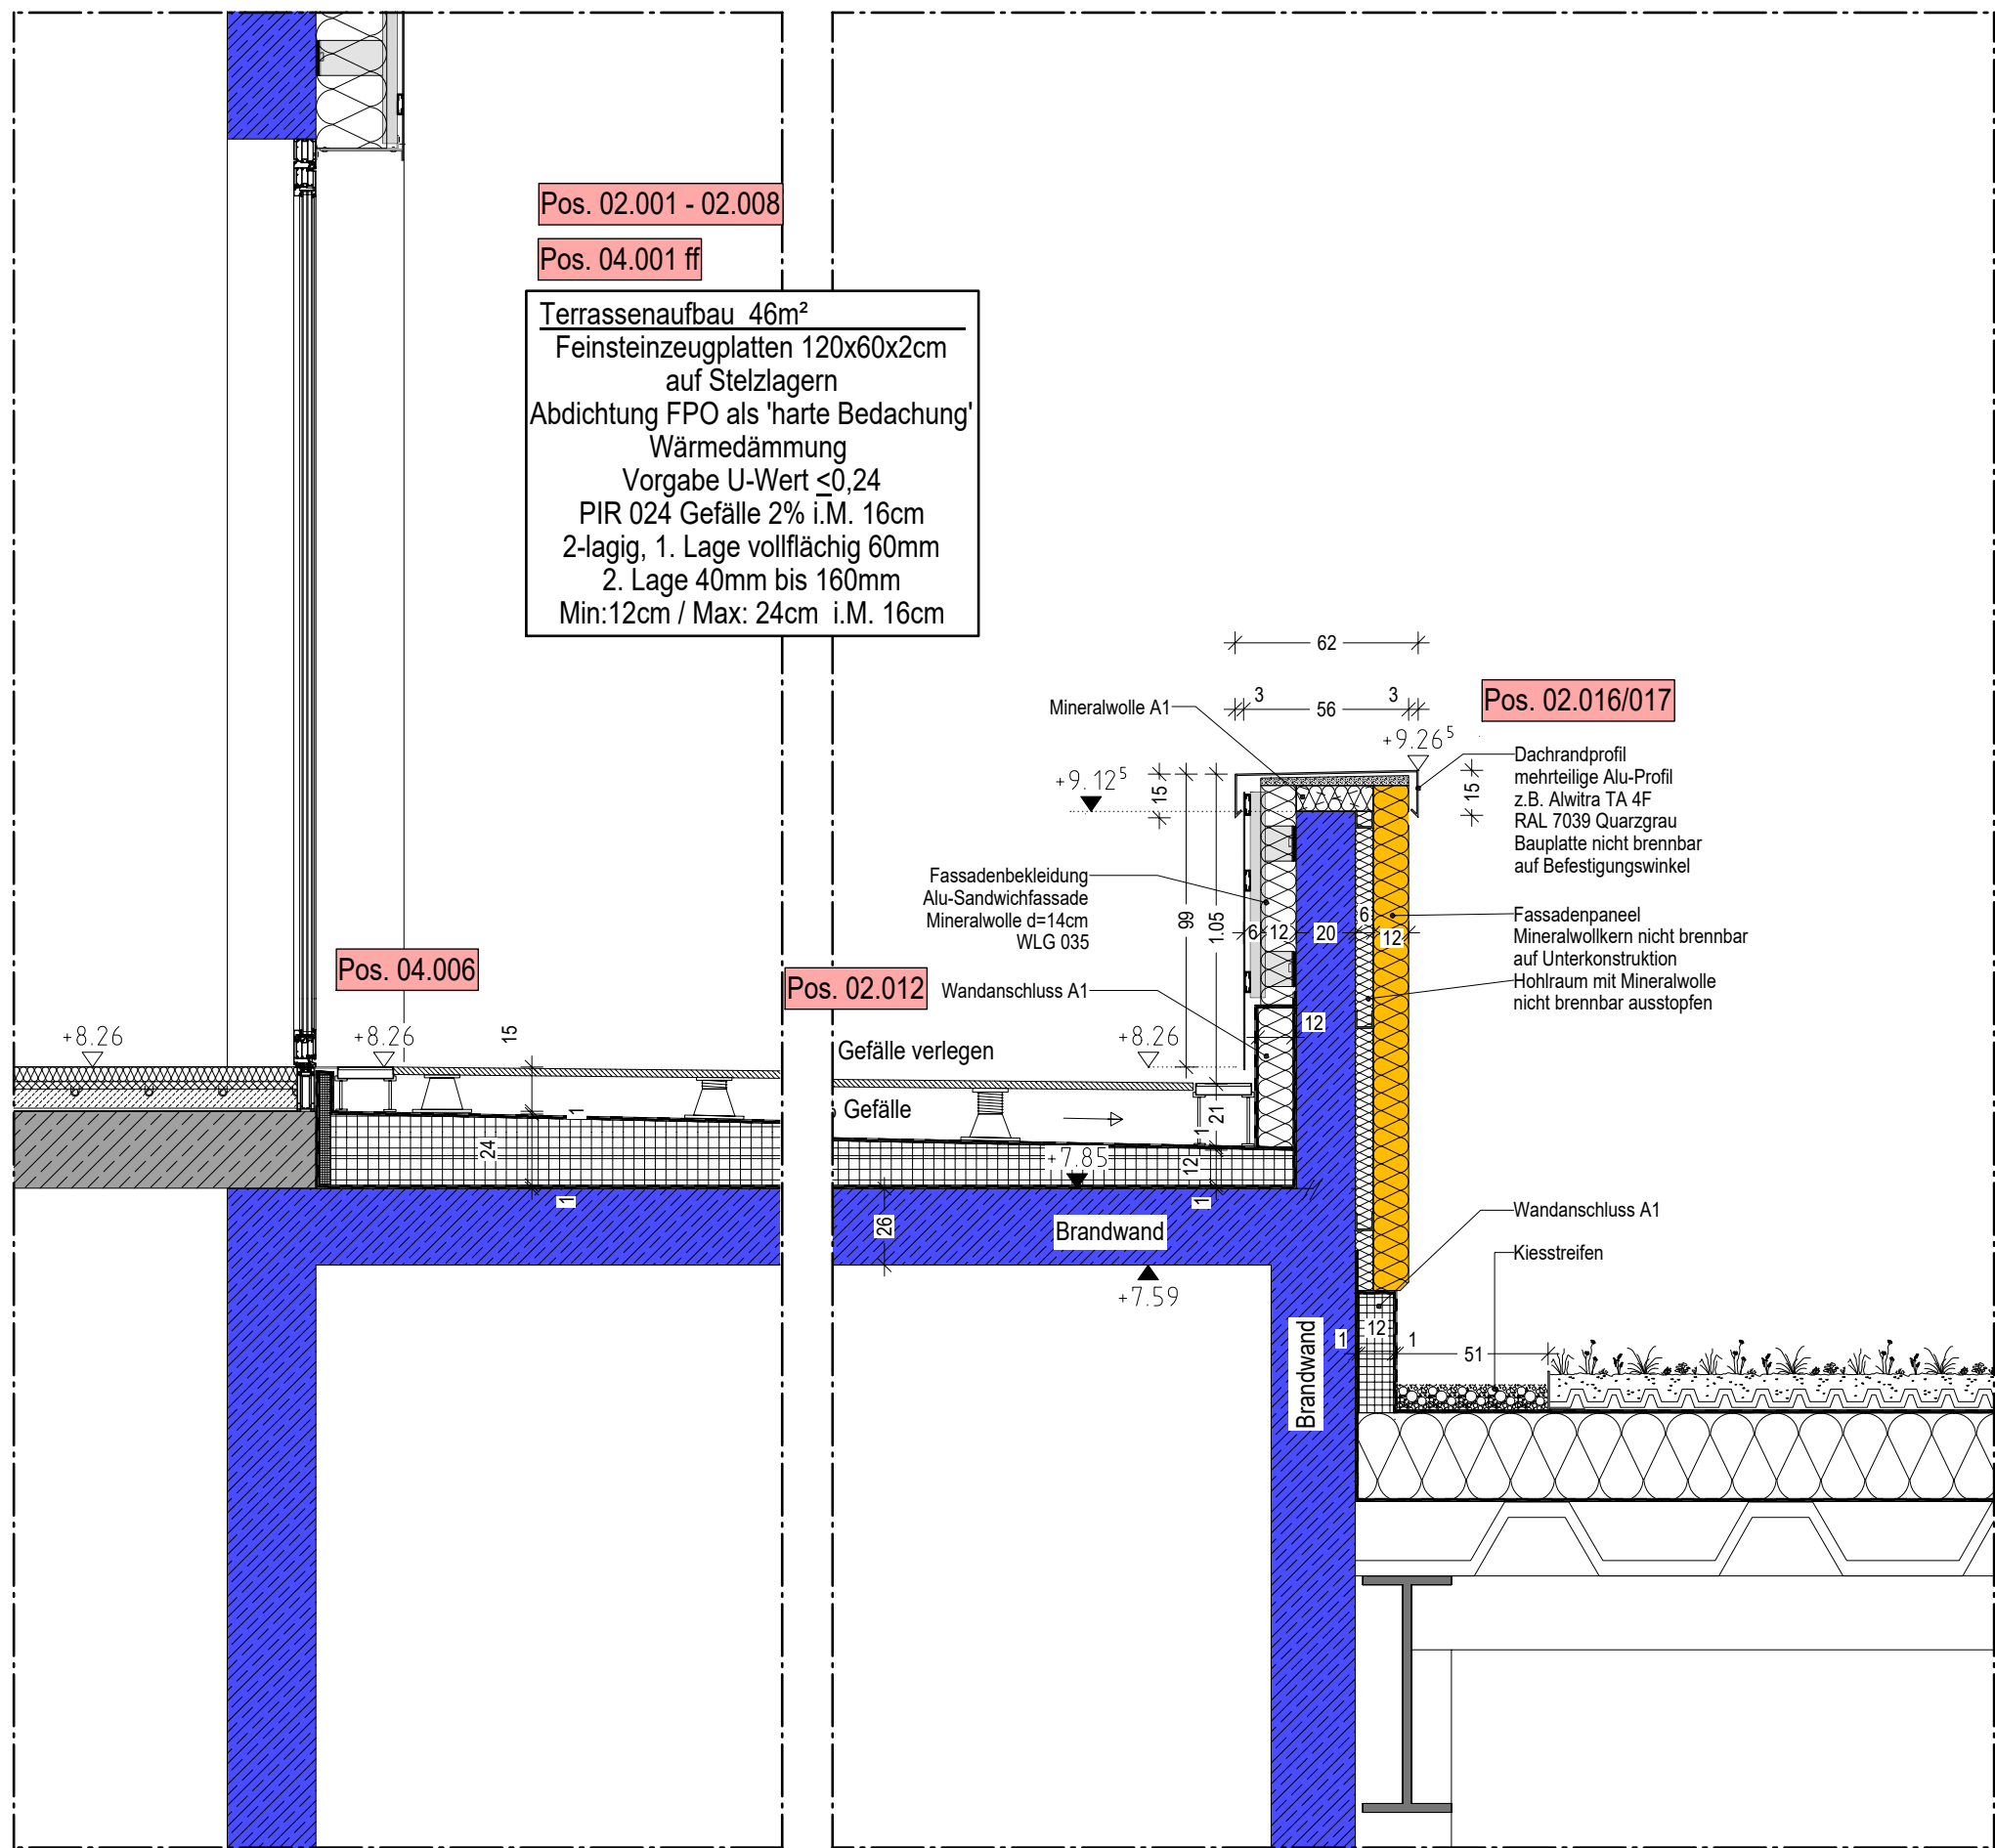 Pos. 02.001 - 02.008
Pos. 04.001 ff
Terrassenaufbau 46m²
Feinsteinzeugplatten 120x60x2cm
auf Stelzlagern
Abdichtung FPO als 'harte Bedachung'
Wärmedämmung
Vorgabe U-Wert ≤0,24
PIR 024 Gefälle 2% i.M. 16cm
2-lagig, 1. Lage vollflächig 60mm
2. Lage 40mm bis 160mm
Min:12cm / Max: 24cm i.M. 16cm
62
3
56
3
Pos. 02.016/017
Mineralwolle A1
+9.26⁵
+9.12⁵
15
99
1.05
15
Dachrandprofil
mehrteilige Alu-Profil
z.B. Alwitra TA 4F
RAL 7039 Quarzgrau
Bauplatte nicht brennbar
auf Befestigungswinkel
Fassadenbekleidung
Alu-Sandwichfassade
Mineralwolle d=14cm
WLG 035
6
12
20
6
12
Fassadenpaneel
Mineralwollkern nicht brennbar
auf Unterkonstruktion
Hohlraum mit Mineralwolle
nicht brennbar ausstopfen
Pos. 04.006
Pos. 02.012
Wandanschluss A1
12
+8.26
+8.26
15
Gefälle verlegen
+8.26
1
Gefälle
21
1
24
+7.85
12
1
1
26
Brandwand
+7.59
Wandanschluss A1
Kiesstreifen
Brandwand
1
12
1
51